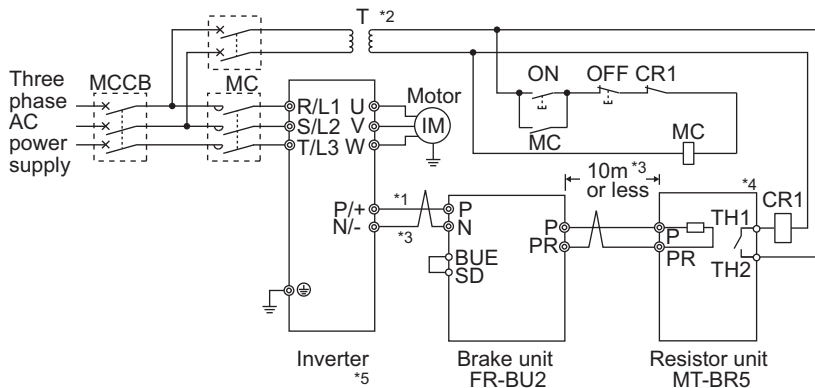 T *2
Three
phase
AC
power
supply
MCCB
MC
R/L1
S/L2
T/L3
U
V
W
Motor
IM
ON
OFF
CR1
MC
MC
P/+
N/-
*1
*3
P
N
BUE
SD
P
PR
10m *3
or less
*4
P
PR
TH1
TH2
CR1
Inverter
*5
Brake unit
FR-BU2
Resistor unit
MT-BR5